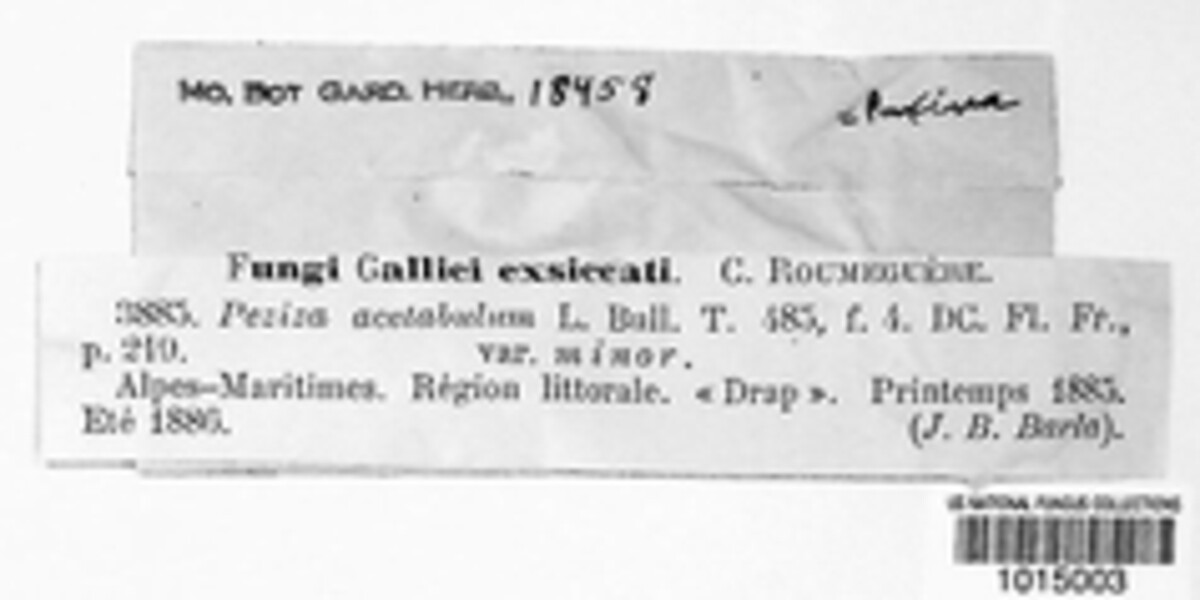 MO. BOT GARD. HERB., 18458
Fungi Gallici exsiccati. C. ROUMEGUÈRE.
3885. Peziza acetabulum L. Bull. T. 485, f. 4. DC. Fl. Fr.,
p. 210. var. minor.
Alpes-Maritimes. Région littorale. « Drap ». Printemps 1885.
Eté 1886.
(J. B. Barla).
US NATIONAL FUNGUS COLLECTIONS
1015003